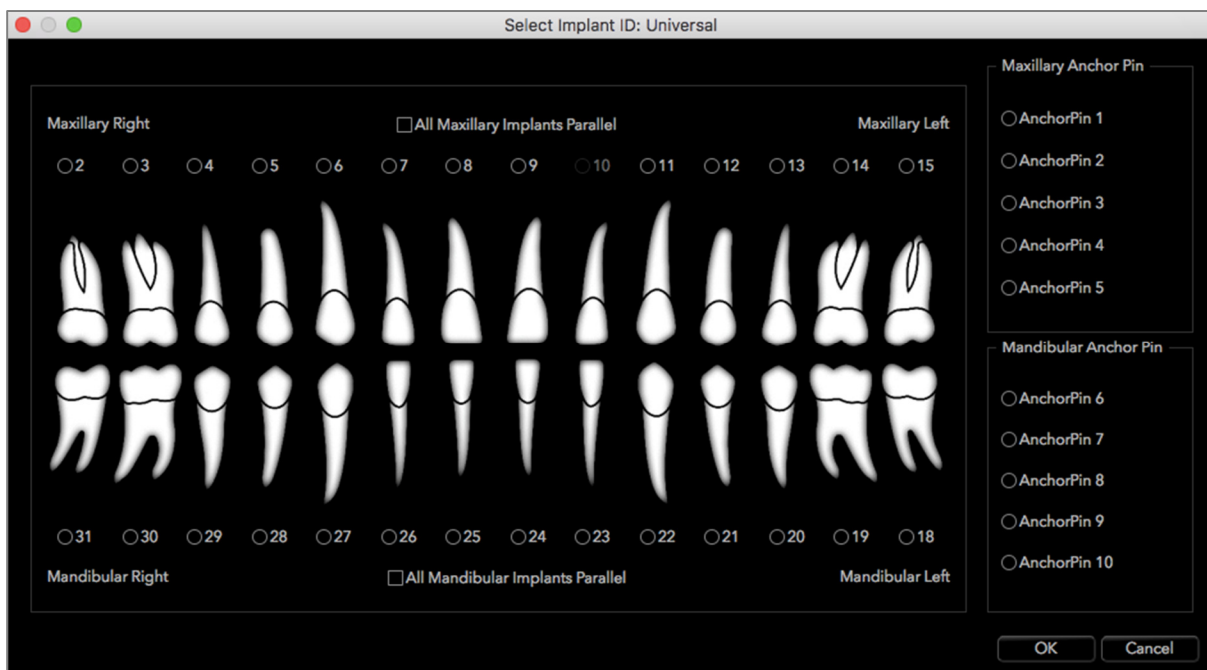 Select Implant ID: Universal
Maxillary Right
All Maxillary Implants Parallel
Maxillary Left
2 3 4 5 6 7 8 9 10 11 12 13 14 15
31 30 29 28 27 26 25 24 23 22 21 20 19 18
Mandibular Right
All Mandibular Implants Parallel
Mandibular Left
Maxillary Anchor Pin
AnchorPin 1
AnchorPin 2
AnchorPin 3
AnchorPin 4
AnchorPin 5
Mandibular Anchor Pin
AnchorPin 6
AnchorPin 7
AnchorPin 8
AnchorPin 9
AnchorPin 10
OK
Cancel